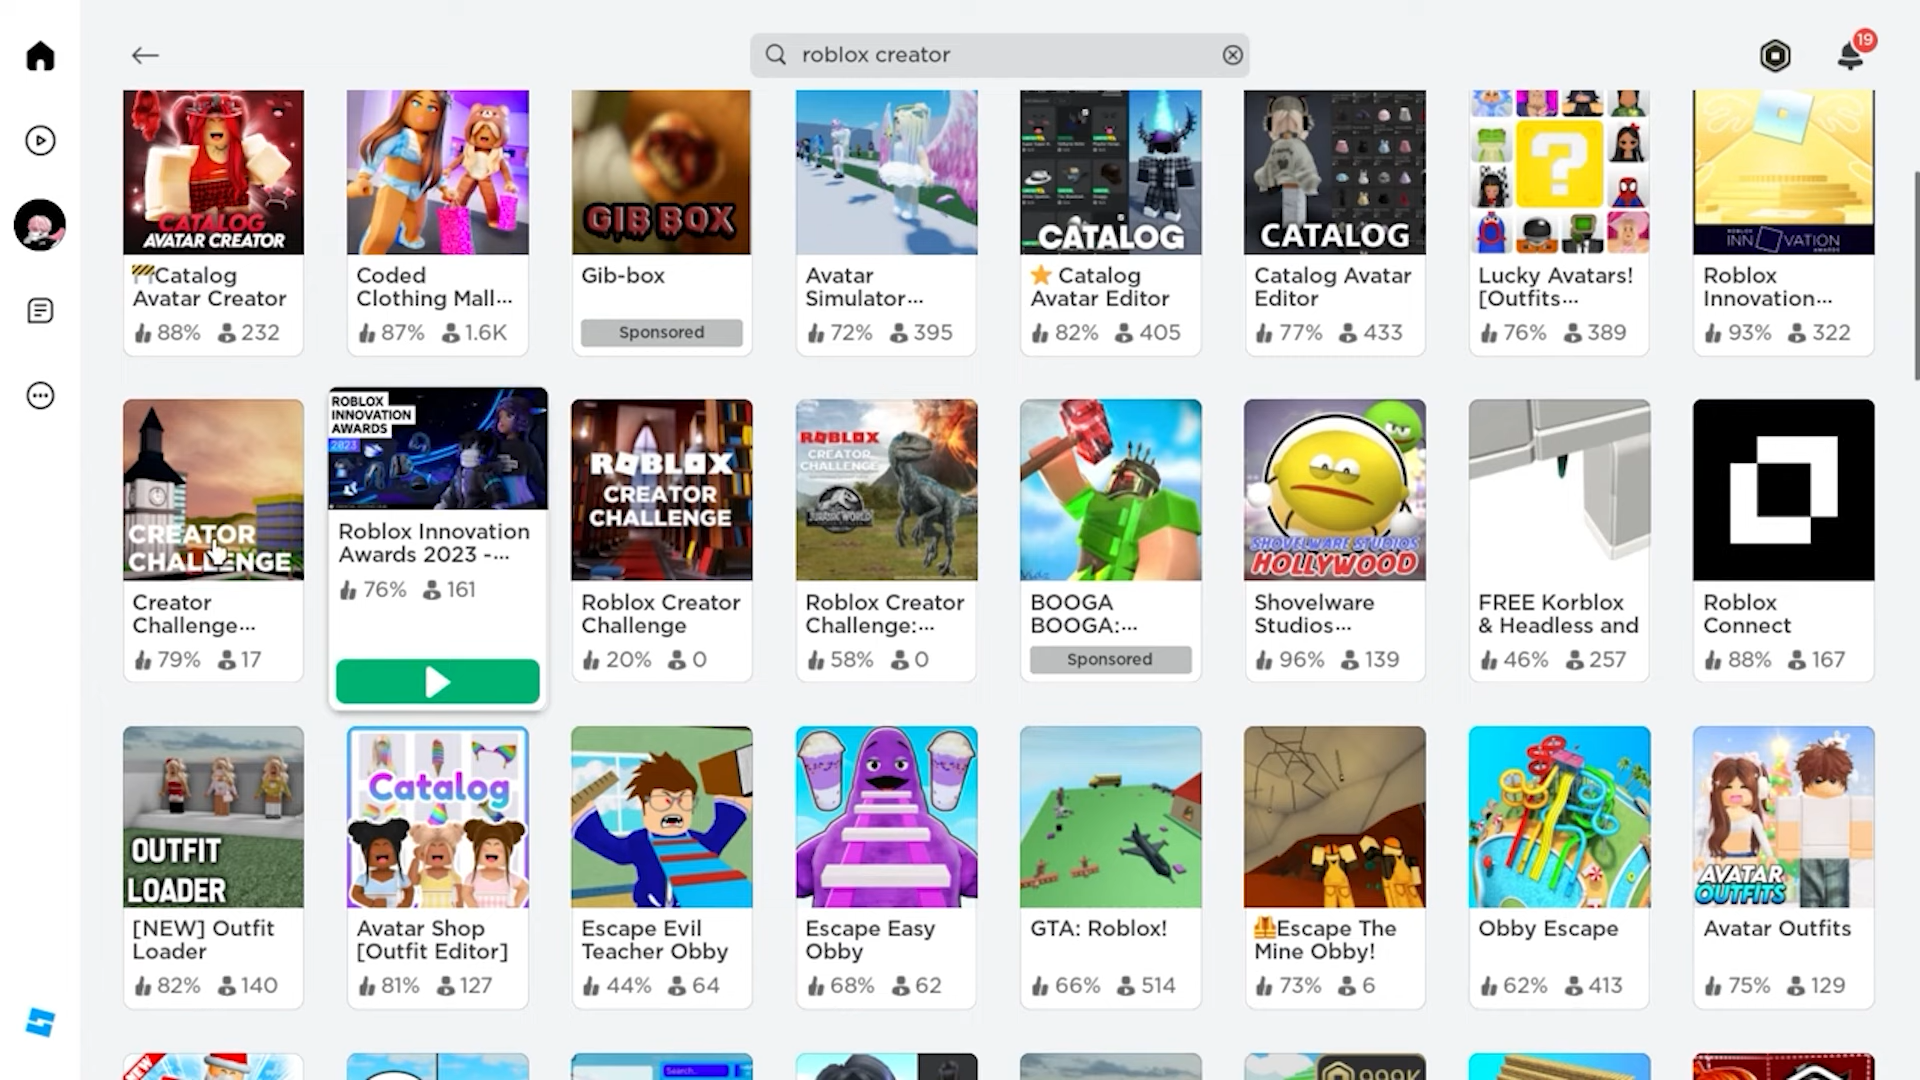 roblox creator
19
CATALOG
AVATAR CREATOR
GIB BOX
CATALOG
CATALOG
?
ROBLOX
INNOVATION
AWARDS
🚧Catalog
Avatar Creator
88% 232
Coded
Clothing Mall...
87% 1.6K
Gib-box
Sponsored
Avatar
Simulator...
72% 395
⭐ Catalog
Avatar Editor
82% 405
Catalog Avatar
Editor
77% 433
Lucky Avatars!
[Outfits...
76% 389
Roblox
Innovation...
93% 322
CREATOR
CHALLENGE
Creator
Challenge...
79% 17
ROBLOX
INNOVATION
AWARDS
2023
Roblox Innovation
Awards 2023 -...
76% 161
ROBLOX
CREATOR
CHALLENGE
Roblox Creator
Challenge
20% 0
ROBLOX
CREATOR
CHALLENGE
JURASSIC WORLD
Roblox Creator
Challenge:...
58% 0
BOOGA
BOOGA:...
Sponsored
SHOVELWARE STUDIOS
HOLLYWOOD
Shovelware
Studios...
96% 139
FREE Korblox
& Headless and
46% 257
Roblox
Connect
88% 167
OUTFIT
LOADER
[NEW] Outfit
Loader
82% 140
Catalog
Avatar Shop
[Outfit Editor]
81% 127
Escape Evil
Teacher Obby
44% 64
Escape Easy
Obby
68% 62
GTA: Roblox!
66% 514
🦺Escape The
Mine Obby!
73% 6
Obby Escape
62% 413
AVATAR
OUTFITS
Avatar Outfits
75% 129
NEW
Search...
999K